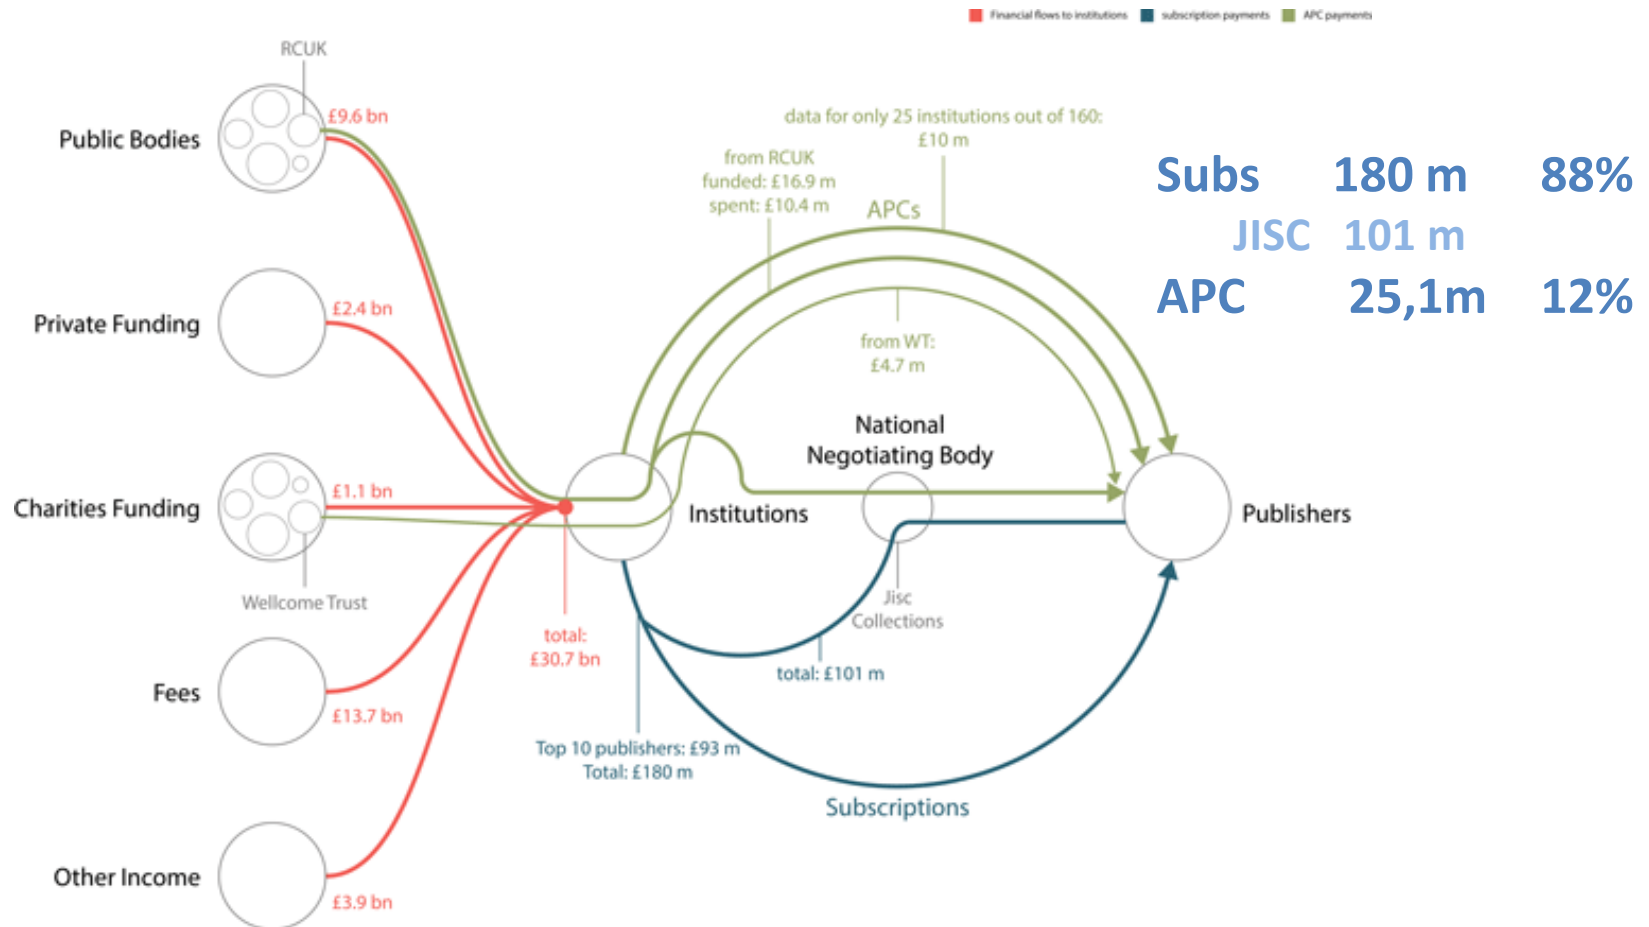 Financial flows to institutions
subscription payments
APC payments
RCUK
£9.6 bn
Public Bodies
£2.4 bn
Private Funding
£1.1 bn
Charities Funding
Wellcome Trust
Fees
£13.7 bn
Other Income
£3.9 bn
total:
£30.7 bn
Institutions
data for only 25 institutions out of 160:
£10 m
from RCUK
funded: £16.9 m
spent: £10.4 m
APCs
from WT:
£4.7 m
National
Negotiating Body
Jisc
Collections
Publishers
total: £101 m
Top 10 publishers: £93 m
Total: £180 m
Subscriptions
Subs 180 m 88%
JISC 101 m
APC 25,1m 12%